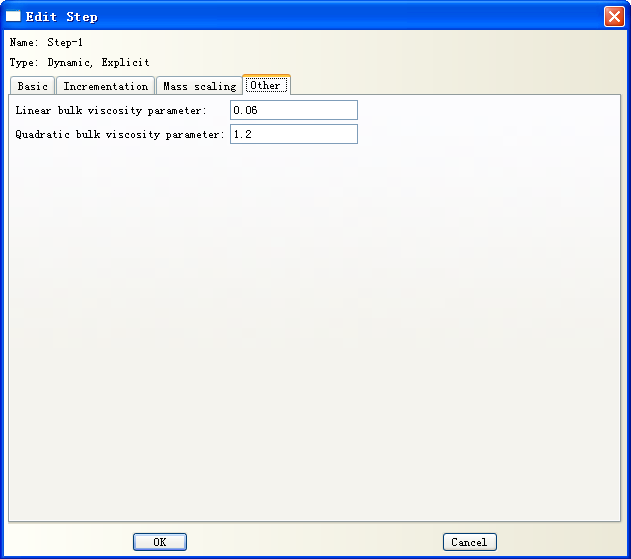 Edit Step
Name: Step-1
Type: Dynamic, Explicit
Basic Incrementation Mass scaling Other
Linear bulk viscosity parameter: 0.06
Quadratic bulk viscosity parameter: 1.2
OK Cancel